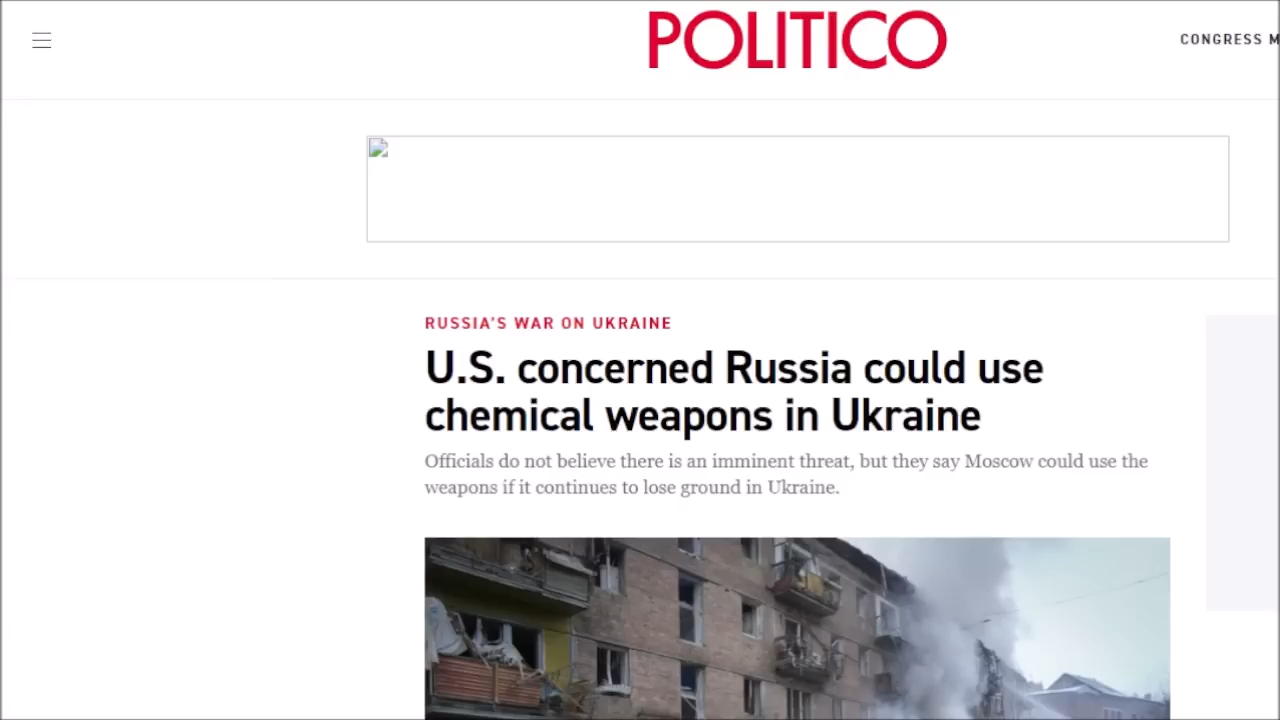 POLITICO
CONGRESS M
RUSSIA'S WAR ON UKRAINE
U.S. concerned Russia could use
chemical weapons in Ukraine
Officials do not believe there is an imminent threat, but they say Moscow could use the
weapons if it continues to lose ground in Ukraine.